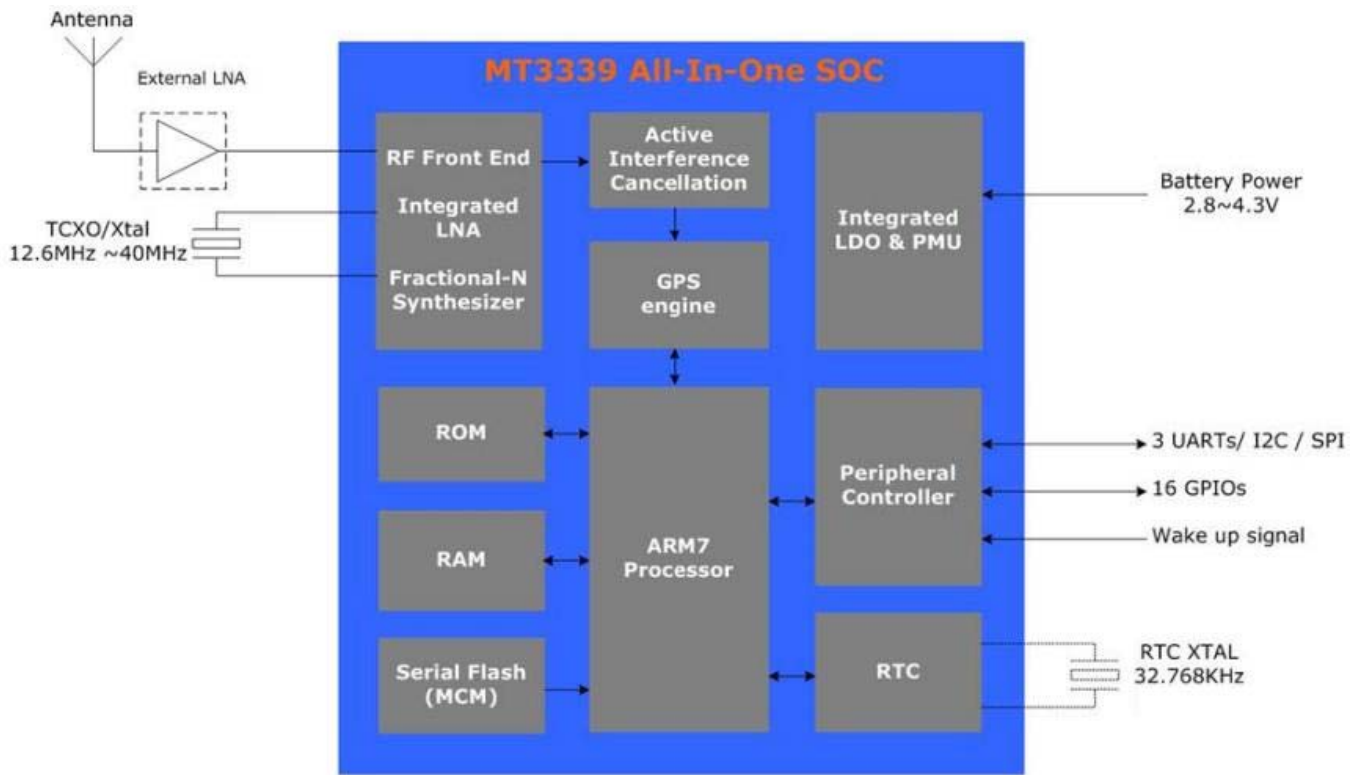 Antenna
External LNA
MT3339 All-In-One SOC
RF Front End
Integrated
LNA
Fractional-N
Synthesizer
Active
Interference
Cancellation
Integrated
LDO & PMU
Battery Power
2.8~4.3V
TCXO/Xtal
12.6MHz ~40MHz
GPS
engine
ROM
RAM
Serial Flash
(MCM)
ARM7
Processor
Peripheral
Controller
3 UARTs/ I2C / SPI
16 GPIOs
Wake up signal
RTC
RTC XTAL
32.768KHz